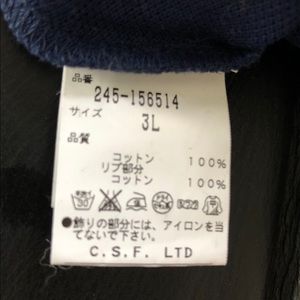 品番
245-156514
サイズ
3L
品質
コットン 100%
リブ部分
コットン 100%
●飾りの部分には、アイロンを当
てないで下さい。
C.S.F. LTD